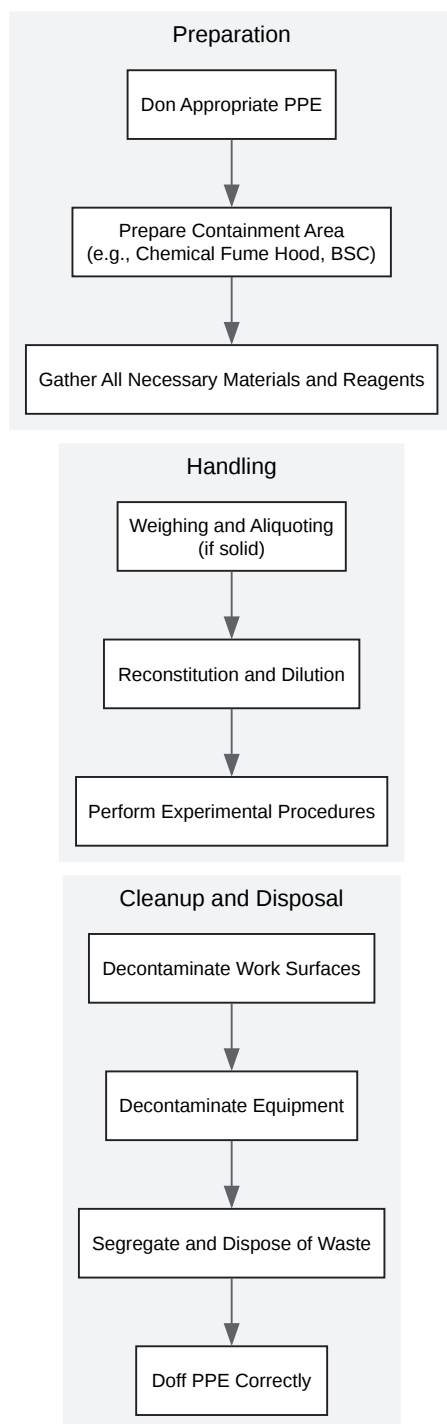 Preparation
Don Appropriate PPE
Prepare Containment Area
(e.g., Chemical Fume Hood, BSC)
Gather All Necessary Materials and Reagents
Handling
Weighing and Aliquoting
(if solid)
Reconstitution and Dilution
Perform Experimental Procedures
Cleanup and Disposal
Decontaminate Work Surfaces
Decontaminate Equipment
Segregate and Dispose of Waste
Doff PPE Correctly